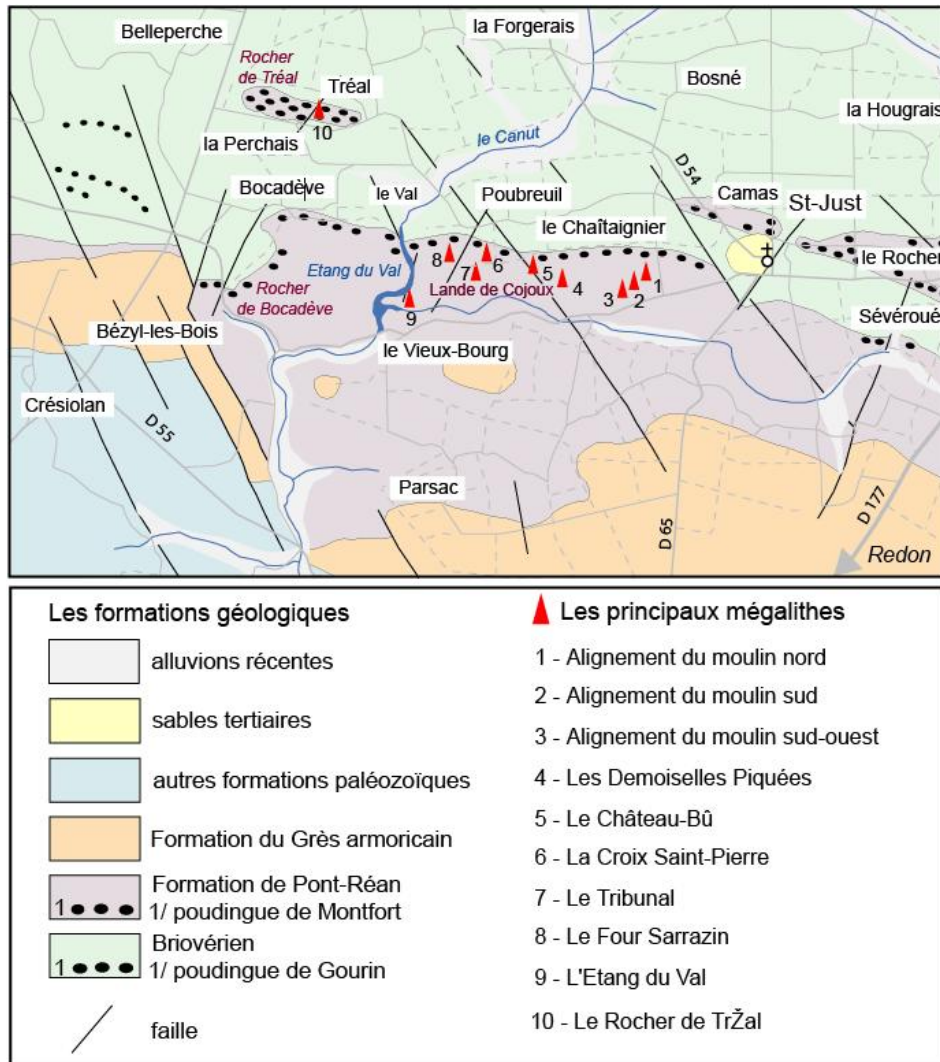 Belleperche
la Forgerais
Rocher
de Tréal
Tréal
Bosné
10
la Hougrais
la Perchais
le Canut
D 54
Bocadève
le Val
Poubreuil
Camas
St-Just
le Chaîtaignier
8
6
Etang du Val
7
5
le Rocher
Rocher
de Bocadève
Lande de Cojoux
4
3
2
1
9
Sévéroué
Bézyl-les-Bois
le Vieux-Bourg
Crésiolan
D 55
Parsac
D 65
D 177
Redon
Les formations géologiques
alluvions récentes
sables tertiaires
autres formations paléozoïques
Formation du Grès armoricain
Formation de Pont-Réan
1 1/ poudingue de Montfort
Briovérien
1 1/ poudingue de Gourin
faille
Les principaux mégalithes
1 - Alignement du moulin nord
2 - Alignement du moulin sud
3 - Alignement du moulin sud-ouest
4 - Les Demoiselles Piquées
5 - Le Château-Bû
6 - La Croix Saint-Pierre
7 - Le Tribunal
8 - Le Four Sarrazin
9 - L'Etang du Val
10 - Le Rocher de TrŽal